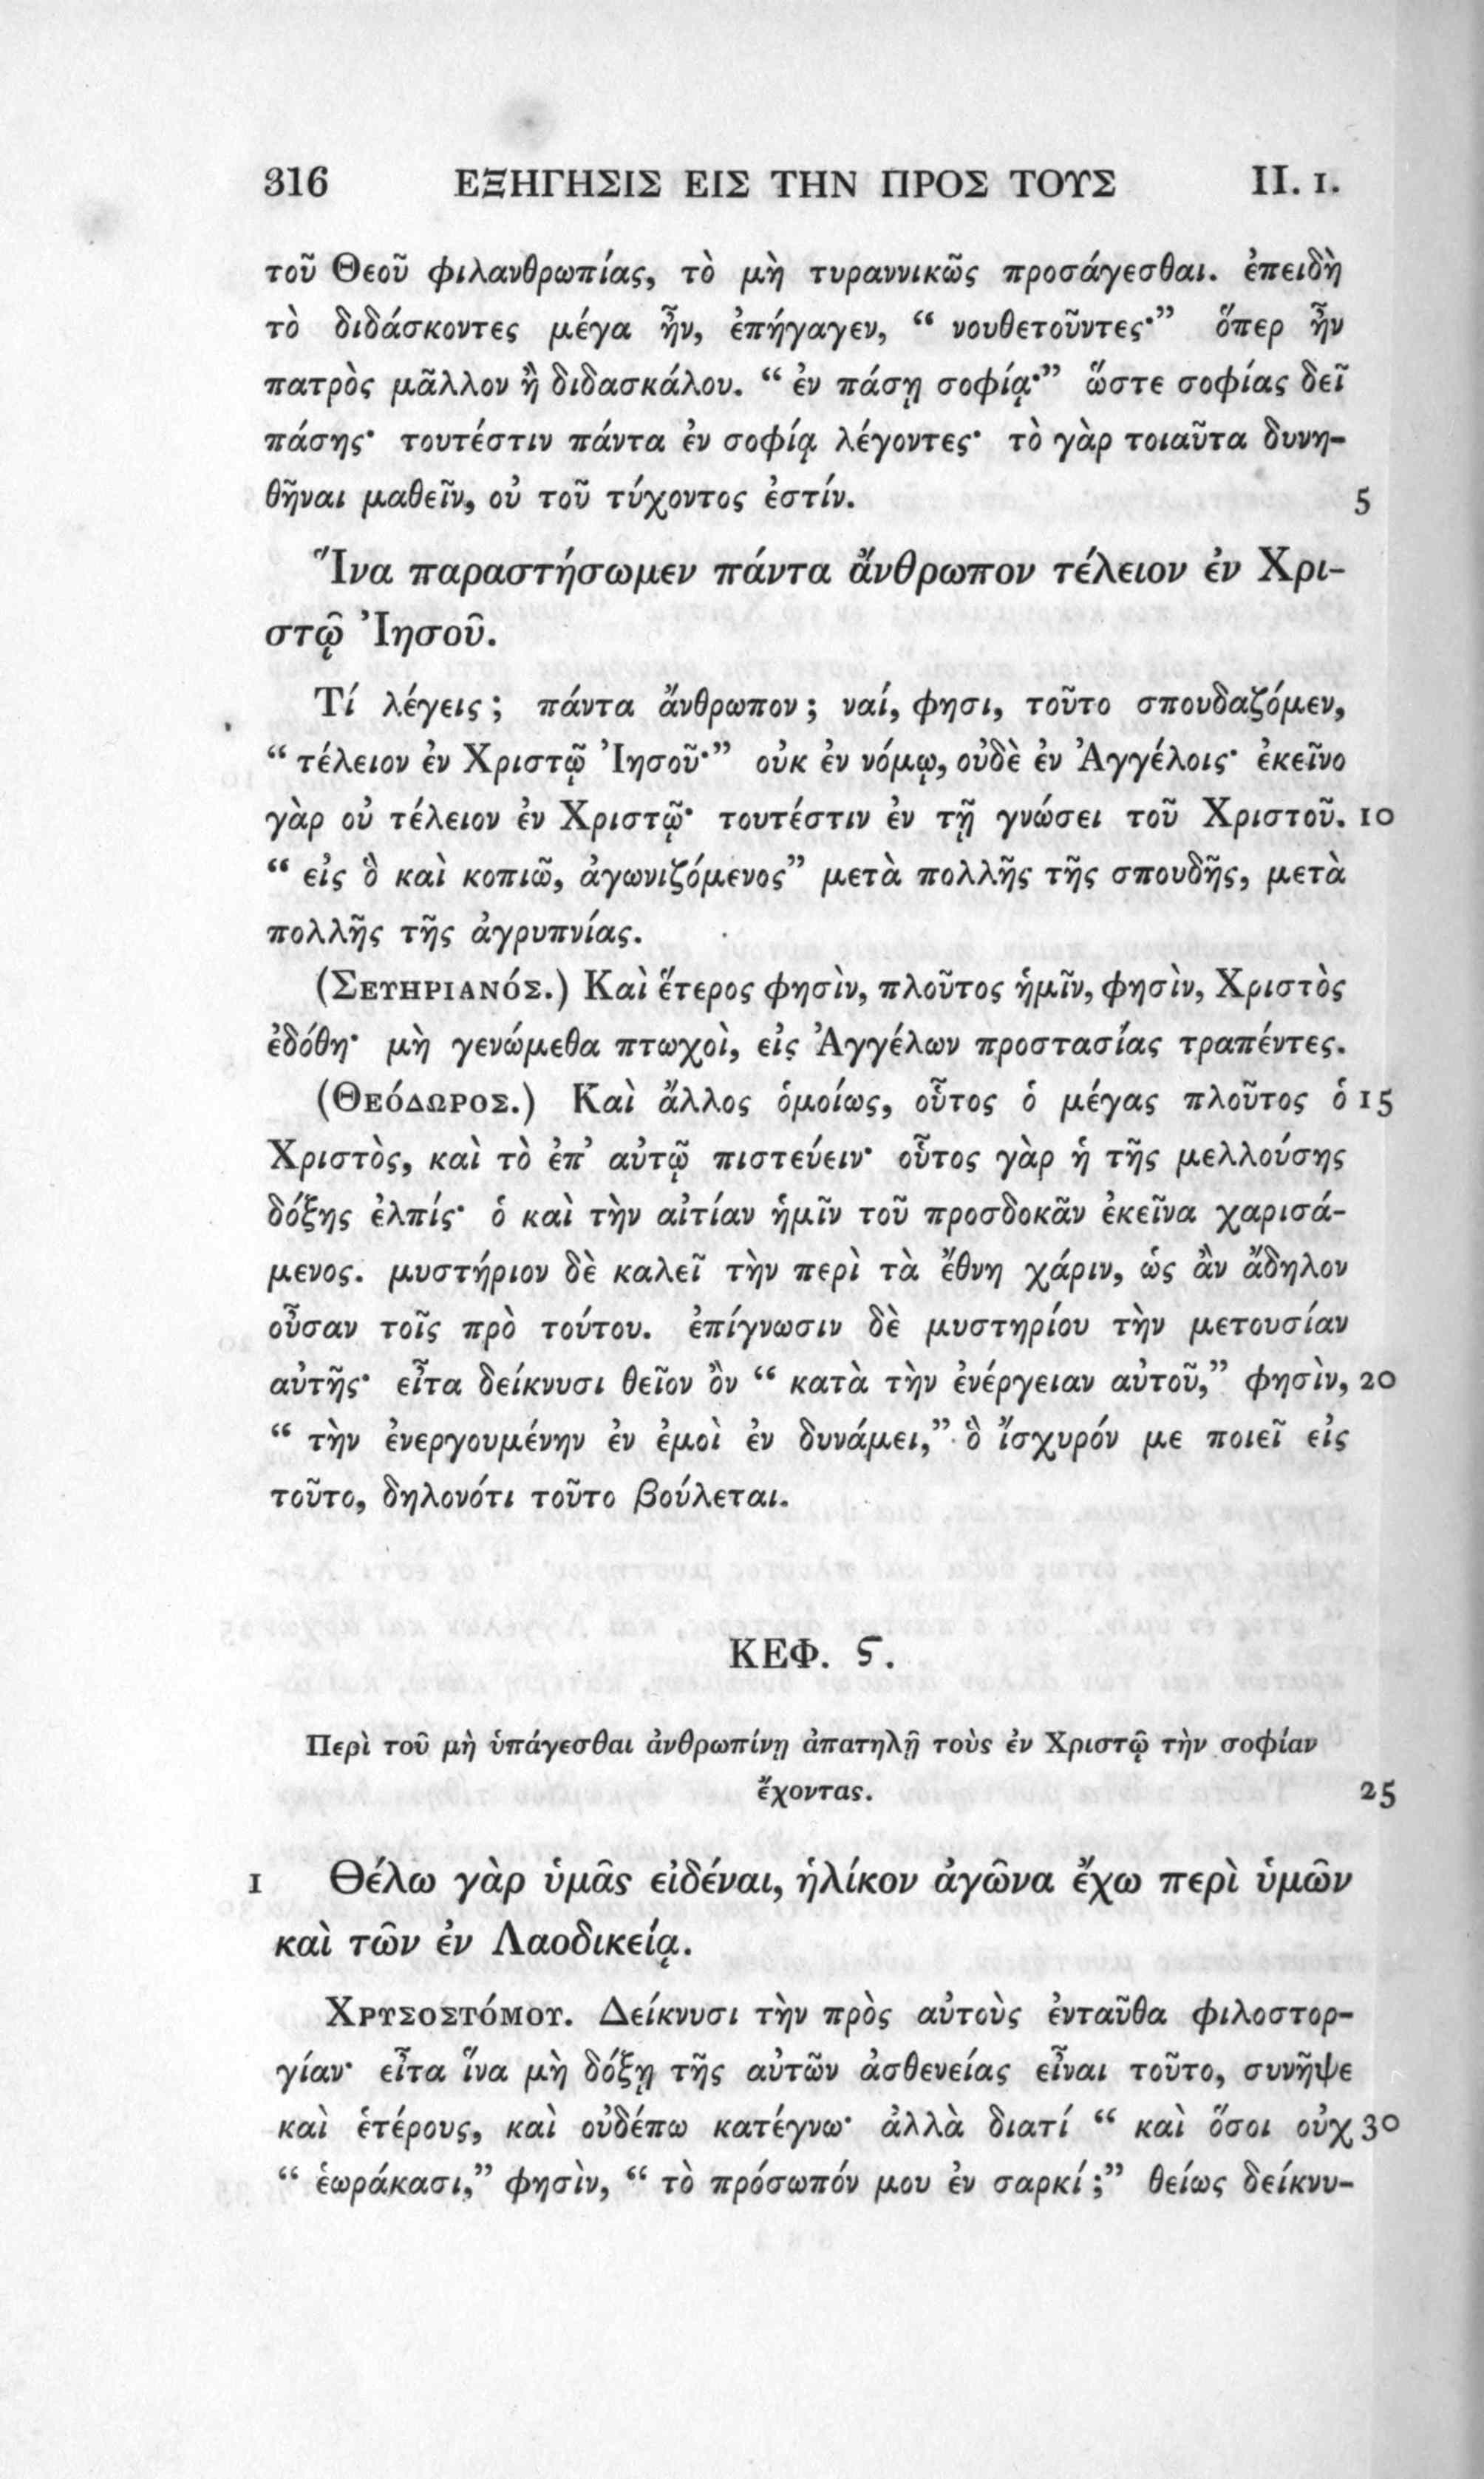 316 ΕΞΗΓΗΣΙΣ ΕΙΣ ΤΗΝ ΠΡΟΣ ΤΟΥΣ II. 1.
τοῦ Θεοῦ φιλανθρωπίας, τὸ μὴ τυραννικῶς προσάγεσθαι. ἐπειδὴ
τὸ διδάσκοντες μέγα ἦν, ἐπήγαγεν, “ νουθετοῦντες·” ὅπερ ἦν
πατρὸς μᾶλλον ἢ διδασκάλου. “ ἐν πάσῃ σοφίᾳ·” ὥστε σοφίας δεῖ
πάσης· τουτέστιν πάντα ἐν σοφίᾳ λέγοντες· τὸ γὰρ τοιαῦτα δυνη-
θῆναι μαθεῖν, οὐ τοῦ τύχοντος ἐστίν. 5
Ἵνα παραστήσωμεν πάντα ἄνθρωπον τέλειον ἐν Χρι-
στῷ Ἰησοῦ.
Τί λέγεις ; πάντα ἄνθρωπον ; ναί, φησι, τοῦτο σπουδαζόμεν,
“ τέλειον ἐν Χριστῷ Ἰησοῦ·” οὐκ ἐν νόμῳ, οὐδὲ ἐν Ἀγγέλοις· ἐκεῖνο
γὰρ οὐ τέλειον ἐν Χριστῷ· τουτέστιν ἐν τῇ γνώσει τοῦ Χριστοῦ. 10
“ εἰς ὃ καὶ κοπιῶ, ἀγωνιζόμενος” μετὰ πολλῆς τῆς σπουδῆς, μετὰ
πολλῆς τῆς ἀγρυπνίας.
(Σευηριανός.) Καὶ ἕτερος φησὶν, πλοῦτος ἡμῖν, φησὶν, Χριστὸς
ἐδόθη· μὴ γενώμεθα πτωχοὶ, εἰς Ἀγγέλων προστασίας τραπέντες.
(Θεόδωρος.) Καὶ ἄλλος ὁμοίως, οὗτος ὁ μέγας πλοῦτος ὁ 15
Χριστὸς, καὶ τὸ ἐπ’ αὐτῷ πιστεύειν· οὗτος γὰρ ἡ τῆς μελλούσης
δόξης ἐλπίς· ὁ καὶ τὴν αἰτίαν ἡμῖν τοῦ προσδοκᾶν ἐκεῖνα χαρισά-
μενος. μυστήριον δὲ καλεῖ τὴν περὶ τὰ ἔθνη χάριν, ὡς ἂν ἄδηλον
οὖσαν τοῖς πρὸ τούτου. ἐπίγνωσιν δὲ μυστηρίου τὴν μετουσίαν
αὐτῆς· εἶτα δείκνυσι θεῖον ὂν “ κατὰ τὴν ἐνέργειαν αὐτοῦ,” φησὶν, 20
“ τὴν ἐνεργουμένην ἐν ἐμοὶ ἐν δυνάμει,” ὃ ἴσχυρόν με ποιεῖ εἰς
τοῦτο, δηλονότι τοῦτο βούλεται.
ΚΕΦ. ϛ.
Περὶ τοῦ μὴ ὑπάγεσθαι ἀνθρωπίνῃ ἀπατηλῇ τοὺς ἐν Χριστῷ τὴν σοφίαν
ἔχοντας. 25
1 Θέλω γὰρ ὑμᾶς εἰδέναι, ἡλίκον ἀγῶνα ἔχω περὶ ὑμῶν
καὶ τῶν ἐν Λαοδικείᾳ.
Χρυσοστόμου. Δείκνυσι τὴν πρὸς αὐτοὺς ἐνταῦθα φιλοστορ-
γίαν· εἶτα ἵνα μὴ δόξῃ τῆς αὐτῶν ἀσθενείας εἶναι τοῦτο, συνῆψε
καὶ ἑτέρους, καὶ οὐδέπω κατέγνω· ἀλλὰ διατί “ καὶ ὅσοι οὐχ 30
“ ἑωράκασι,” φησὶν, “ τὸ πρόσωπόν μου ἐν σαρκί ;” θείως δείκνυ-